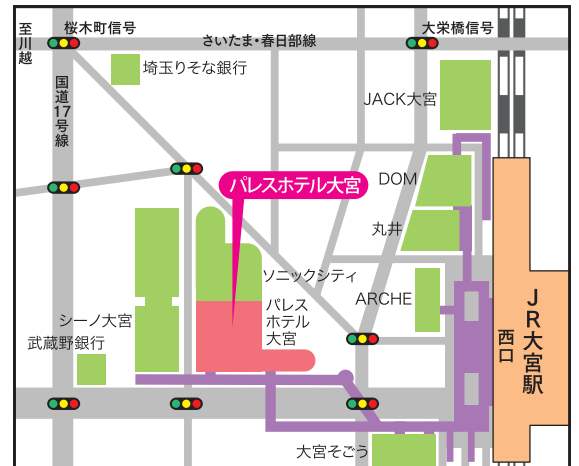 至川越
桜木町信号
さいたま・春日部線
大栄橋信号
埼玉りそな銀行
国道17号線
JACK大宮
DOM
パレスホテル大宮
丸井
ソニックシティ
ARCHE
パレス
ホテル
大宮
シーノ大宮
武蔵野銀行
JR大宮駅
西口
大宮そごう